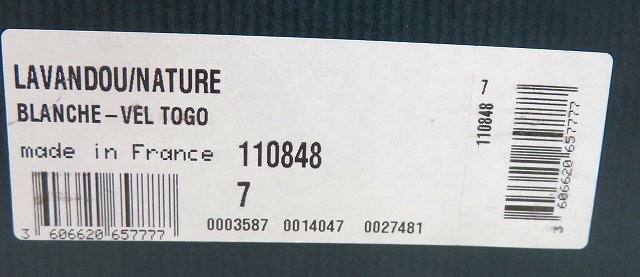 LAVANDOU/NATURE
BLANCHE-VEL TOGO
made in France 110848
7
3 606620 657777
0003587 0014047 0027481
7
110848
3 606620 657777